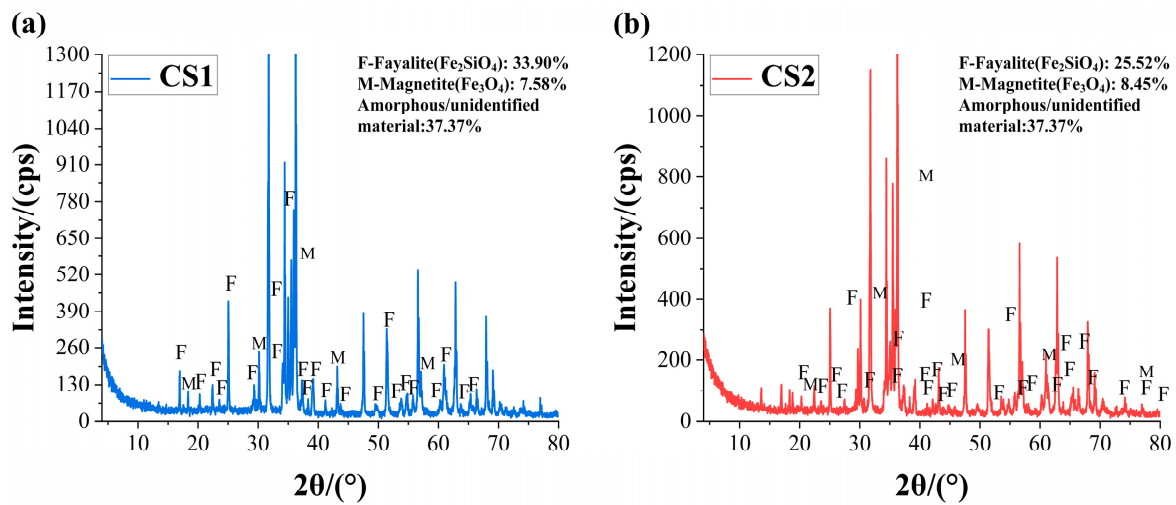 (a)
CS1
F-Fayalite(Fe₂SiO₄): 33.90%
M-Magnetite(Fe₃O₄): 7.58%
Amorphous/unidentified
material:37.37%
Intensity/(cps)
1300
1170
1040
910
780
650
520
390
260
130
0
F
M
F
F
F
F
F
M
F
F
F
M
F
F
F
M
F
F
F
F
F
F
F
M
F
F
F
10 20 30 40 50 60 70 80
2θ/(°)
(b)
CS2
F-Fayalite(Fe₂SiO₄): 25.52%
M-Magnetite(Fe₃O₄): 8.45%
Amorphous/unidentified
material:37.37%
Intensity/(cps)
1200
1000
800
600
400
200
0
F
M
F
F
F
F
F
M
F
M
F
F
F
F
F
F
M
F
F
F
F
M
F
F
F
F
F
F
F
M
F
F
10 20 30 40 50 60 70 80
2θ/(°)